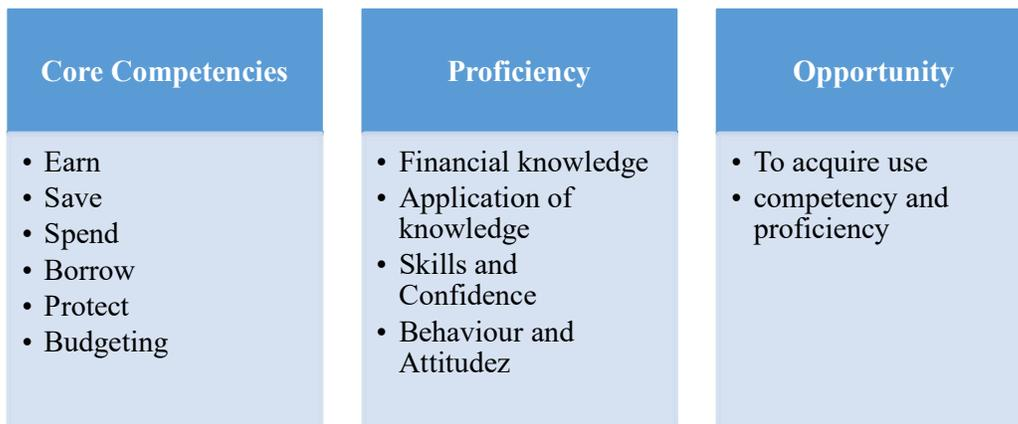 Core Competencies
• Earn
• Save
• Spend
• Borrow
• Protect
• Budgeting
Proficiency
• Financial knowledge
• Application of
knowledge
• Skills and
Confidence
• Behaviour and
Attitudez
Opportunity
• To acquire use
• competency and
proficiency